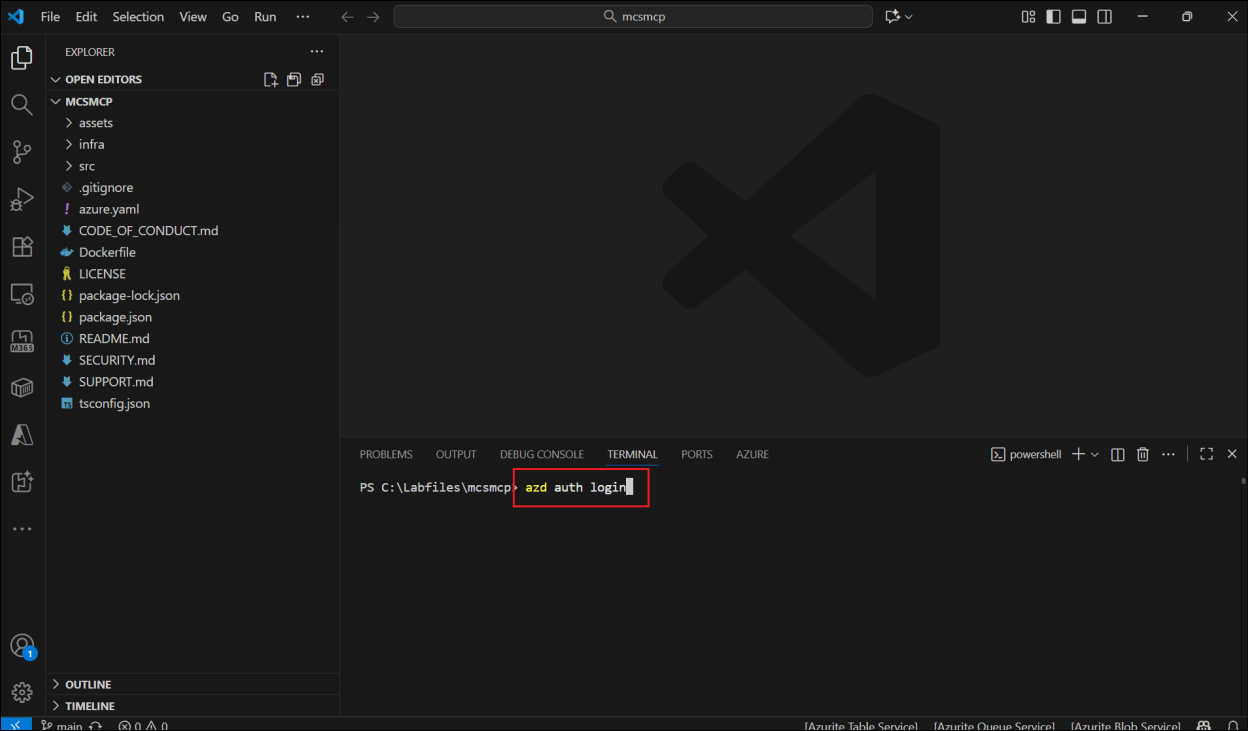 File Edit Selection View Go Run ··· mcsmcp
EXPLORER ···
OPEN EDITORS
MCSMCP
assets
infra
src
.gitignore
! azure.yaml
CODE_OF_CONDUCT.md
Dockerfile
LICENSE
{} package-lock.json
{} package.json
README.md
SECURITY.md
SUPPORT.md
TS tsconfig.json
M365
PROBLEMS OUTPUT DEBUG CONSOLE TERMINAL PORTS AZURE powershell
PS C:\Labfiles\mcsmcp> azd auth login
1
OUTLINE
TIMELINE
main 0 0 [Azurite Table Service] [Azurite Queue Service] [Azurite Blob Service]